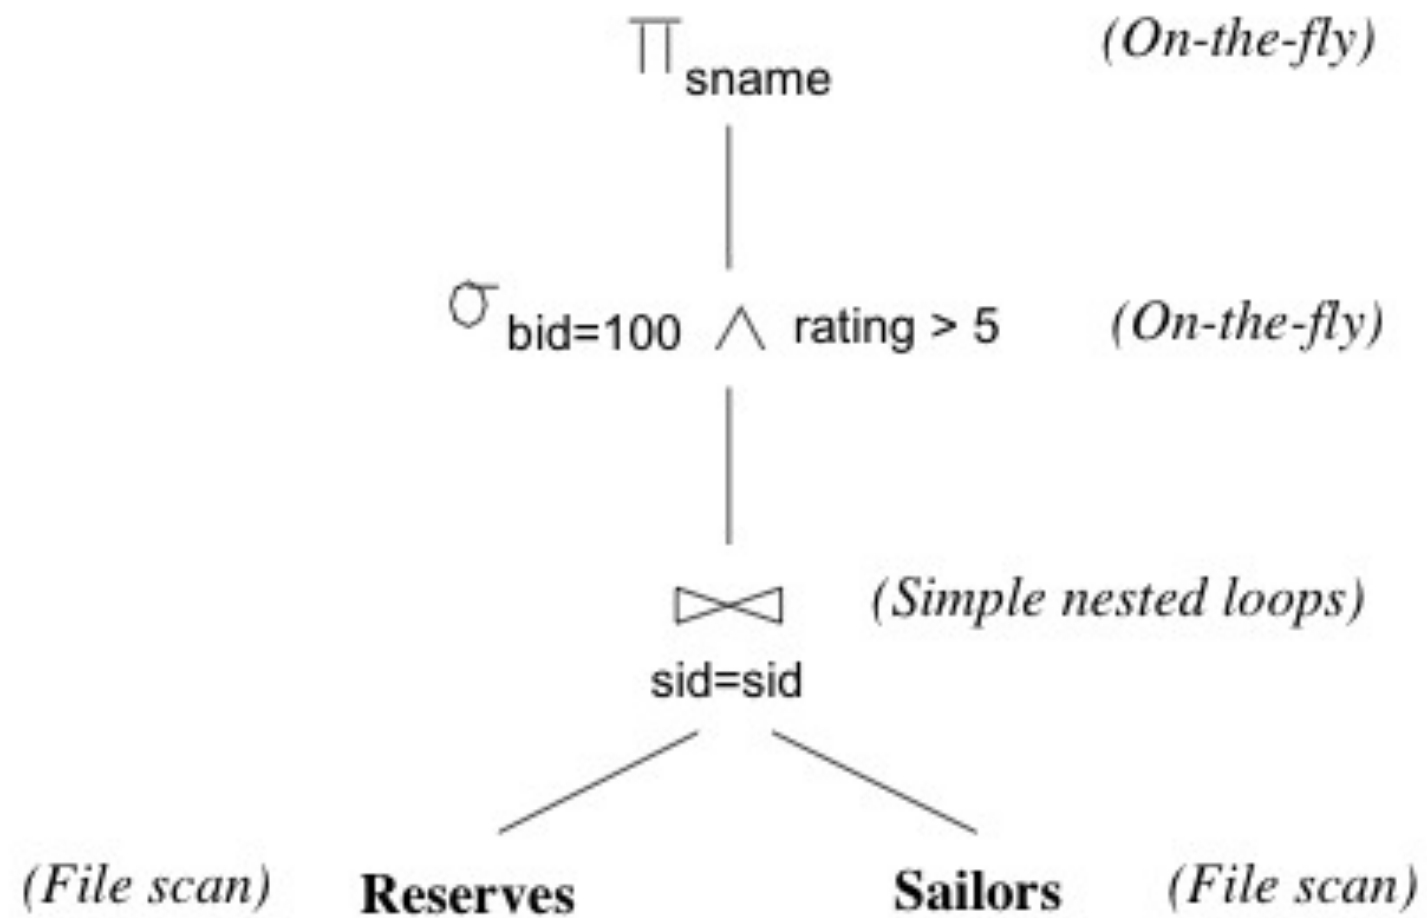 ∏ sname (On-the-fly)
σ bid=100 ∧ rating > 5 (On-the-fly)
⋈ (Simple nested loops)
sid=sid
(File scan) Reserves Sailors (File scan)